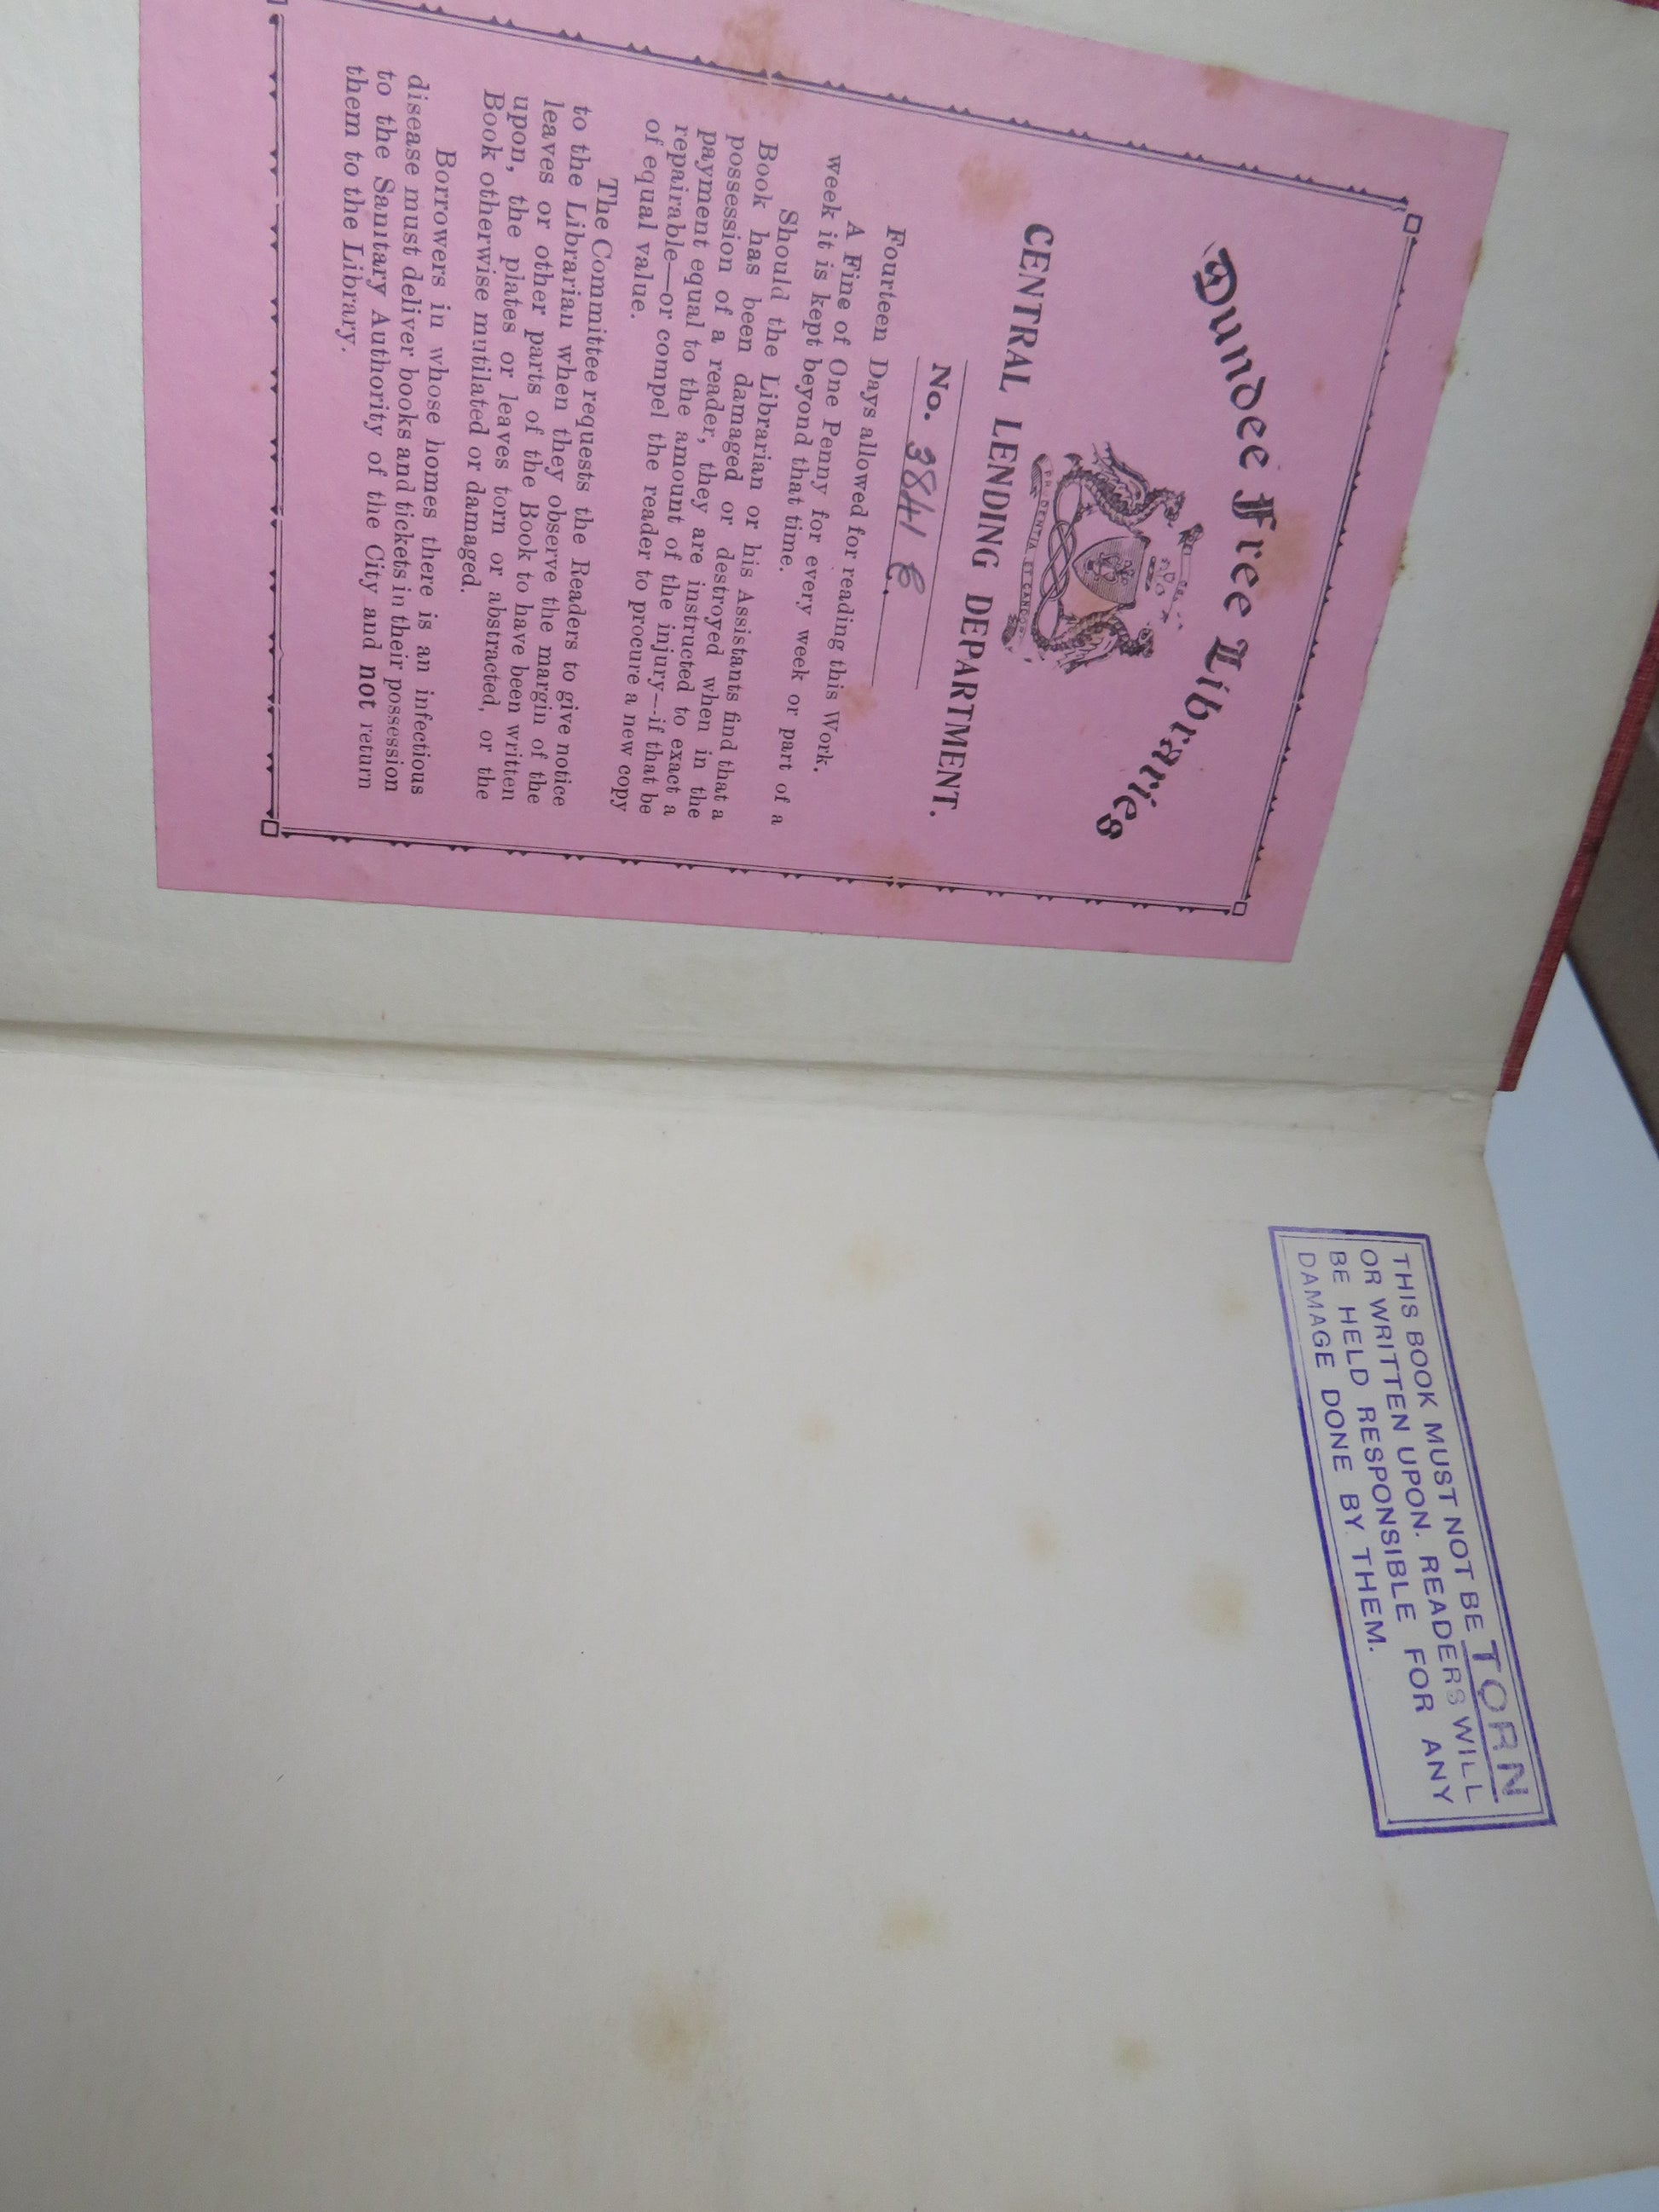 Dundee Free Libraries
PRUDENTIA ET CANDOR
CENTRAL LENDING DEPARTMENT.
No. 3841 E
Fourteen Days allowed for reading this Work.
A Fine of One Penny for every week or part of a
week it is kept beyond that time.
Should the Librarian or his Assistants find that a
Book has been damaged or destroyed when in the
possession of a reader, they are instructed to exact a
payment equal to the amount of the injury—if that be
repairable—or compel the reader to procure a new copy
of equal value.
The Committee requests the Readers to give notice
to the Librarian when they observe the margin of the
leaves or other parts of the Book to have been written
upon, the plates or leaves torn or abstracted, or the
Book otherwise mutilated or damaged.
Borrowers in whose homes there is an infectious
disease must deliver books and tickets in their possession
to the Sanitary Authority of the City and not return
them to the Library.
THIS BOOK MUST NOT BE TORN
OR WRITTEN UPON. READERS WILL
BE HELD RESPONSIBLE FOR ANY
DAMAGE DONE BY THEM.